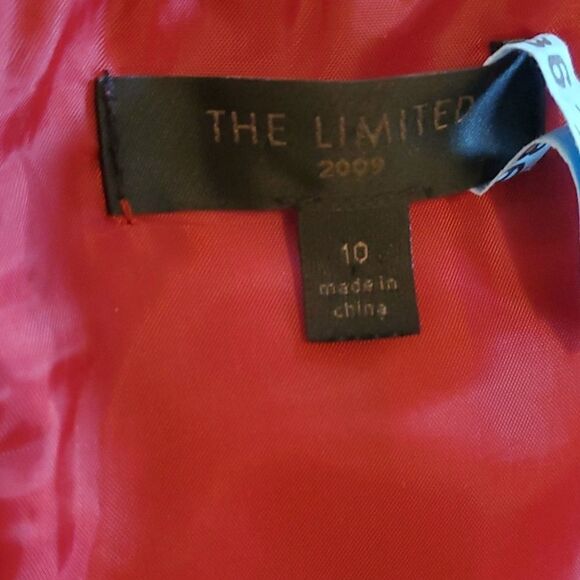 THE LIMITED
2009
10
made in
china